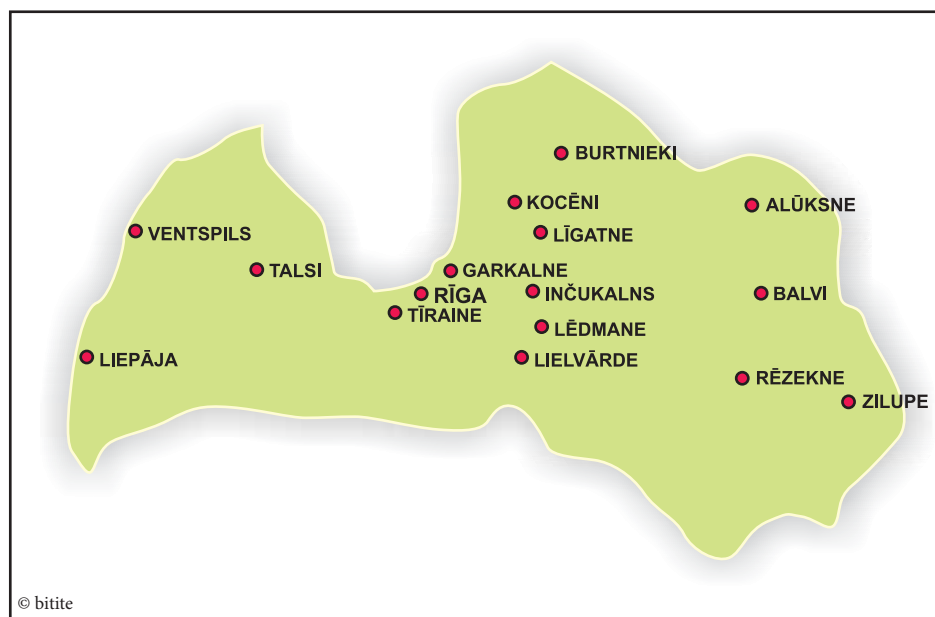 BURTNIEKI
KOCĒNI
ALŪKSNE
VENTSPILS
LĪGATNE
TALSI
GARKALNE
RĪGA
INČUKALNS
BALVI
TĪRAINE
LĒDMANE
LIEPĀJA
LIELVĀRDE
RĒZEKNE
ZILUPE
© bitite